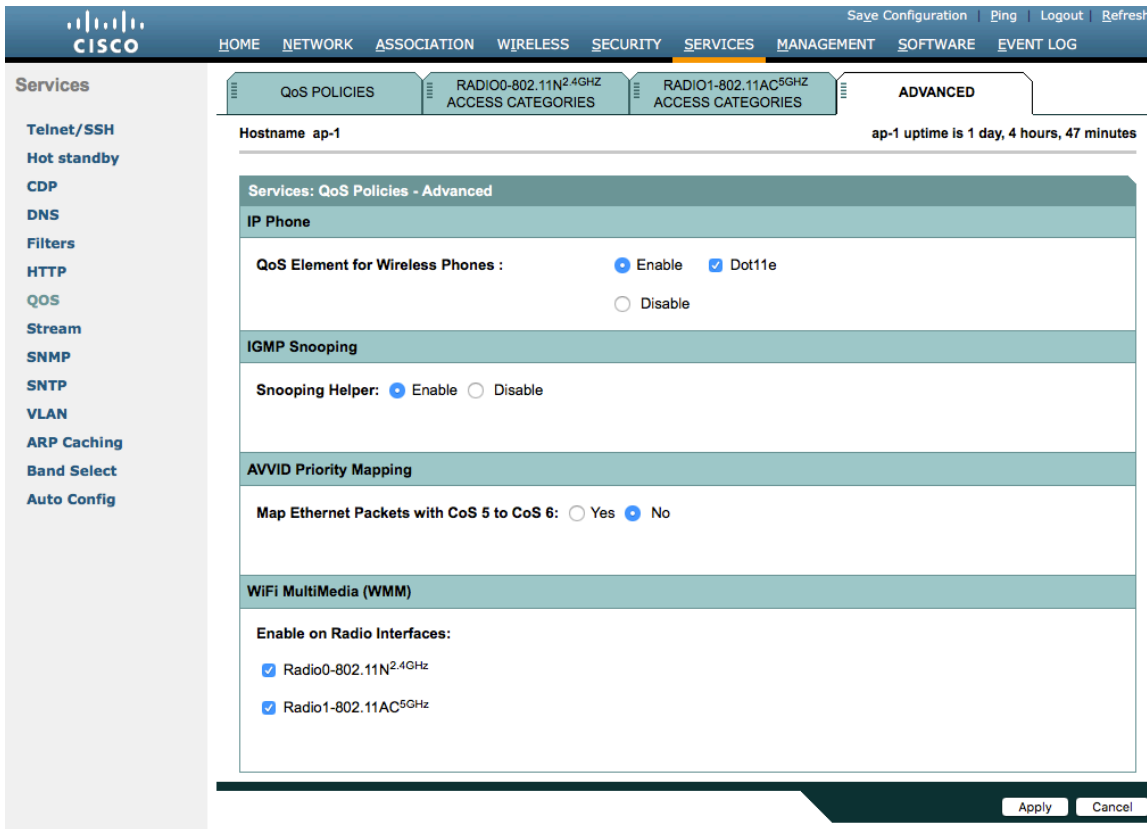 Save Configuration | Ping | Logout | Refresh
CISCO
HOME NETWORK ASSOCIATION WIRELESS SECURITY SERVICES MANAGEMENT SOFTWARE EVENT LOG
Services
Telnet/SSH
Hot standby
CDP
DNS
Filters
HTTP
QOS
Stream
SNMP
SNTP
VLAN
ARP Caching
Band Select
Auto Config
QoS POLICIES
RADIO0-802.11N2.4GHZ
ACCESS CATEGORIES
RADIO1-802.11AC5GHZ
ACCESS CATEGORIES
ADVANCED
Hostname ap-1
ap-1 uptime is 1 day, 4 hours, 47 minutes
Services: QoS Policies - Advanced
IP Phone
QoS Element for Wireless Phones : Enable Dot11e
Disable
IGMP Snooping
Snooping Helper: Enable Disable
AVVID Priority Mapping
Map Ethernet Packets with CoS 5 to CoS 6: Yes No
WiFi MultiMedia (WMM)
Enable on Radio Interfaces:
Radio0-802.11N2.4GHz
Radio1-802.11AC5GHz
Apply Cancel